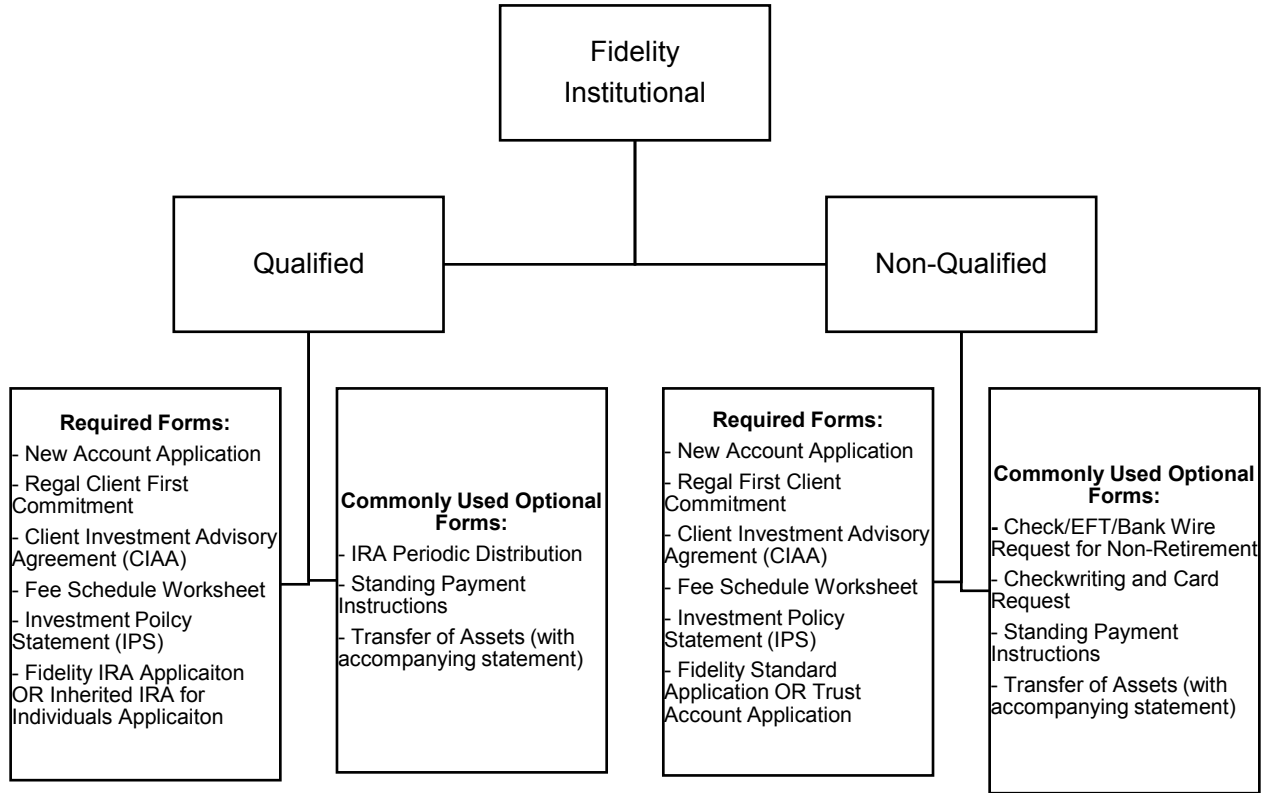 Fidelity
Institutional
Qualified
Non-Qualified
Required Forms:
- New Account Application
- Regal Client First
Commitment
- Client Investment Advisory
Agreement (CIAA)
- Fee Schedule Worksheet
- Investment Poilcy
Statement (IPS)
- Fidelity IRA Applicaiton
OR Inherited IRA for
Individuals Applicaiton
Commonly Used Optional
Forms:
- IRA Periodic Distribution
- Standing Payment
Instructions
- Transfer of Assets (with
accompanying statement)
Required Forms:
- New Account Application
- Regal First Client
Commitment
- Client Investment Advisory
Agrement (CIAA)
- Fee Schedule Worksheet
- Investment Policy
Statement (IPS)
- Fidelity Standard
Application OR Trust
Account Application
Commonly Used Optional
Forms:
- Check/EFT/Bank Wire
Request for Non-Retirement
- Checkwriting and Card
Request
- Standing Payment
Instructions
- Transfer of Assets (with
accompanying statement)